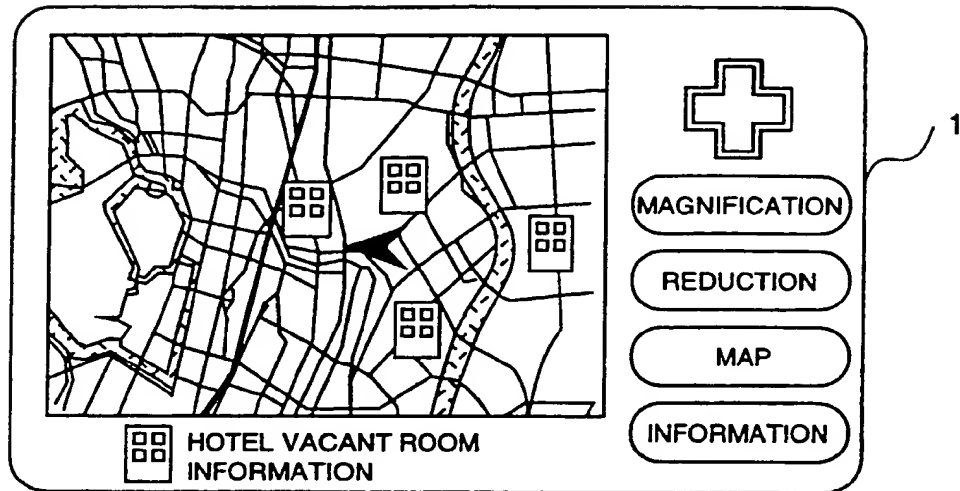 1
MAGNIFICATION
REDUCTION
MAP
INFORMATION
HOTEL VACANT ROOM
INFORMATION